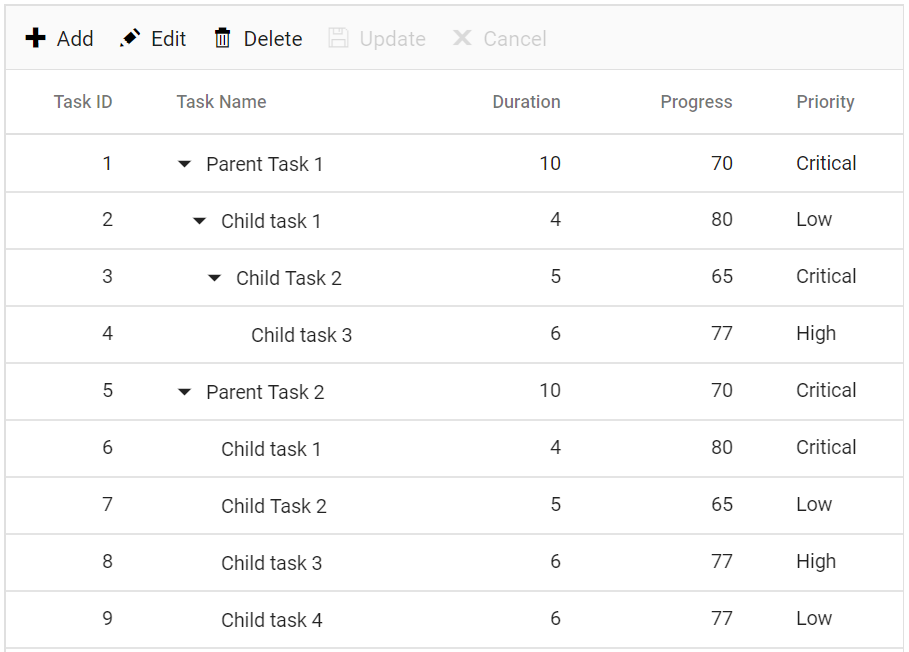 Add Edit Delete Update Cancel
Task ID Task Name Duration Progress Priority
1 Parent Task 1 10 70 Critical
2 Child task 1 4 80 Low
3 Child Task 2 5 65 Critical
4 Child task 3 6 77 High
5 Parent Task 2 10 70 Critical
6 Child task 1 4 80 Critical
7 Child Task 2 5 65 Low
8 Child task 3 6 77 High
9 Child task 4 6 77 Low